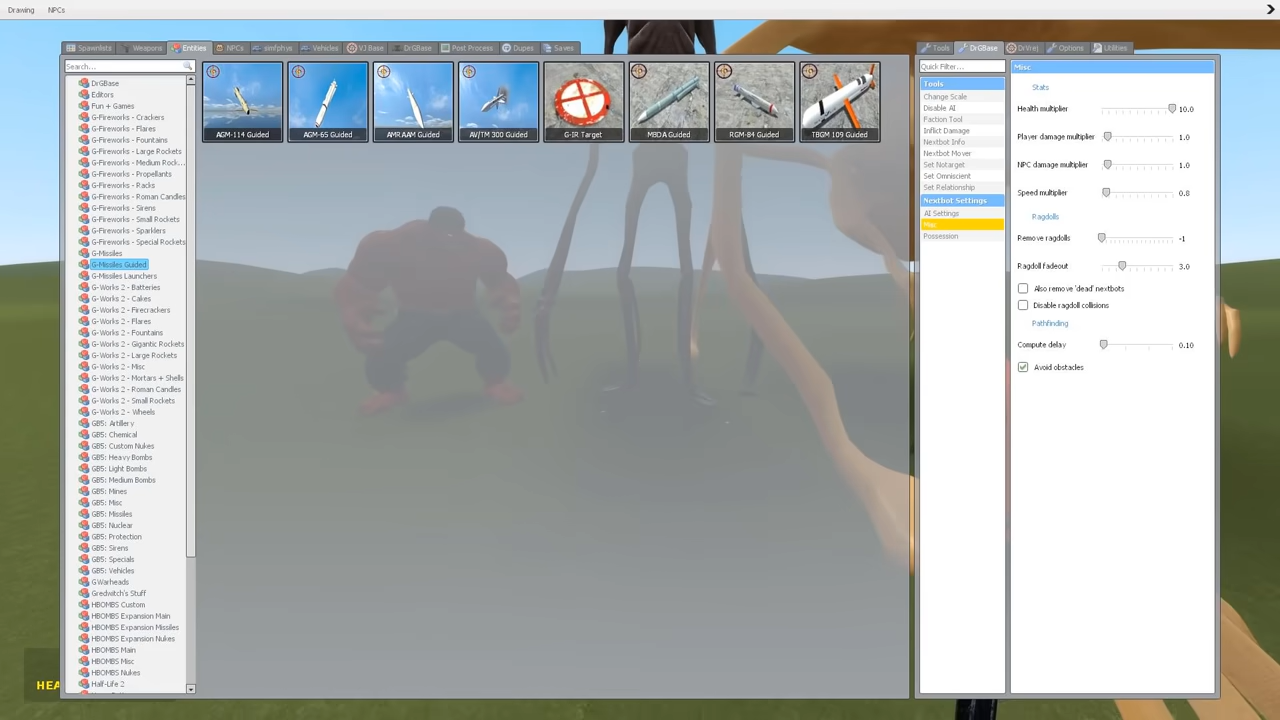 Drawing NPCs
Spawnlists Weapons Entities NPCs simfphys Vehicles VJ Base DrGBase Post Process Dupes Saves
Search...
DrGBase
Editors
Fun + Games
G-Fireworks - Crackers
G-Fireworks - Flares
G-Fireworks - Fountains
G-Fireworks - Large Rockets
G-Fireworks - Medium Rock...
G-Fireworks - Propellants
G-Fireworks - Racks
G-Fireworks - Roman Candles
G-Fireworks - Sirens
G-Fireworks - Small Rockets
G-Fireworks - Sparklers
G-Fireworks - Special Rockets
G-Missiles
G-Missiles Guided
G-Missiles Launchers
G-Works 2 - Batteries
G-Works 2 - Cakes
G-Works 2 - Firecrackers
G-Works 2 - Flares
G-Works 2 - Fountains
G-Works 2 - Gigantic Rockets
G-Works 2 - Large Rockets
G-Works 2 - Misc
G-Works 2 - Mortars + Shells
G-Works 2 - Roman Candles
G-Works 2 - Small Rockets
G-Works 2 - Wheels
GB5: Artillery
GB5: Chemical
GB5: Custom Nukes
GB5: Heavy Bombs
GB5: Light Bombs
GB5: Medium Bombs
GB5: Mines
GB5: Misc
GB5: Missiles
GB5: Nuclear
GB5: Protection
GB5: Sirens
GB5: Specials
GB5: Vehicles
GWarheads
Gredwitch's Stuff
HBOMBS Custom
HBOMBS Expansion Main
HBOMBS Expansion Missiles
HBOMBS Expansion Nukes
HBOMBS Main
HBOMBS Misc
HBOMBS Nukes
Half-Life 2
HEA
AGM-114 Guided AGM-65 Guided AMRAAM Guided AV/TM 300 Guided G-IR Target MBDA Guided RGM-84 Guided TBGM 109 Guided
Tools DrGBase DrVrej Options Utilities
Quick Filter...
Tools
Change Scale
Disable AI
Faction Tool
Inflict Damage
Nextbot Info
Nextbot Mover
Set Notarget
Set Omniscient
Set Relationship
Nextbot Settings
AI Settings
Misc
Possession
Misc
Stats
Health multiplier 10.0
Player damage multiplier 1.0
NPC damage multiplier 1.0
Speed multiplier 0.8
Ragdolls
Remove ragdolls -1
Ragdoll fadeout 3.0
Also remove 'dead' nextbots
Disable ragdoll collisions
Pathfinding
Compute delay 0.10
Avoid obstacles